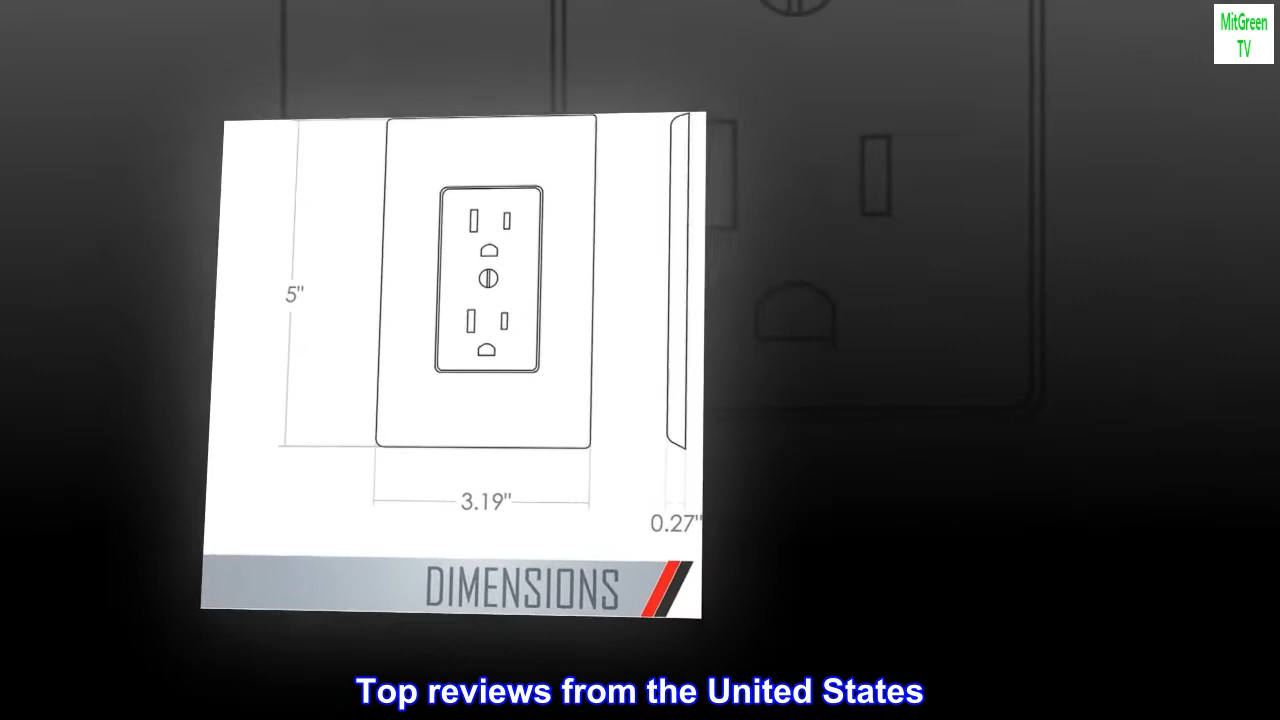 MitGreen
TV
5"
3.19"
0.27"
DIMENSIONS
Top reviews from the United States